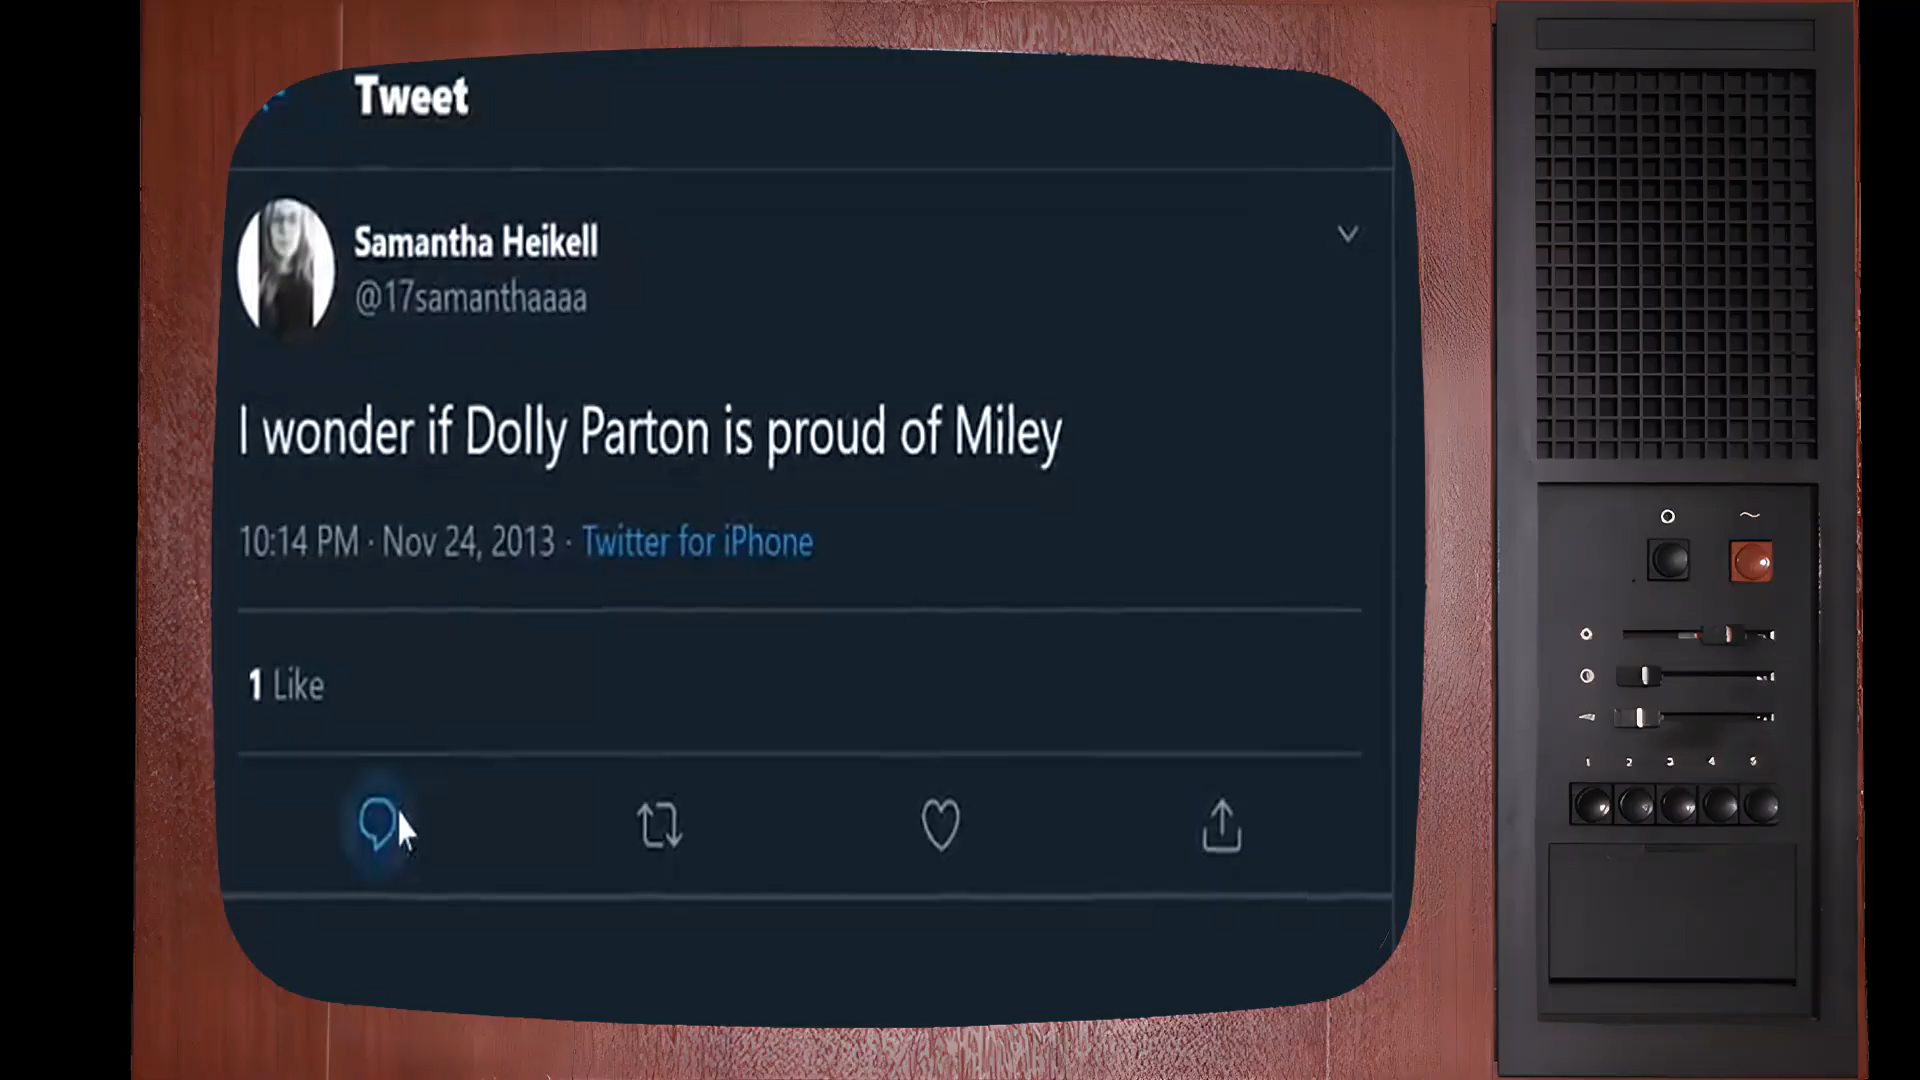 Tweet
Samantha Heikell
@17samanthaaaa
I wonder if Dolly Parton is proud of Miley
10:14 PM · Nov 24, 2013 · Twitter for iPhone
1 Like
1 2 3 4 5